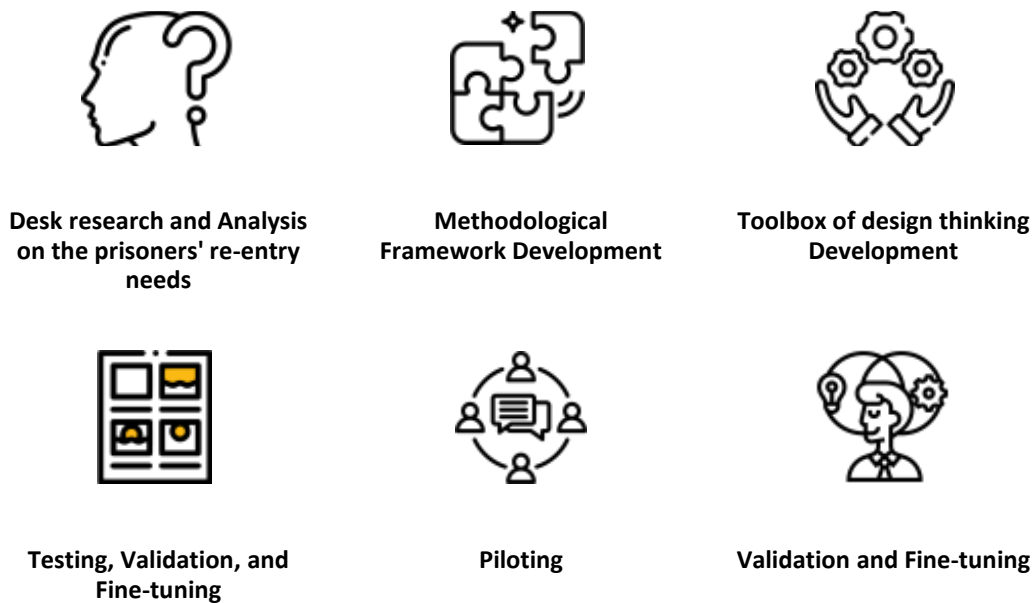 Desk research and Analysis
on the prisoners' re-entry
needs
Methodological
Framework Development
Toolbox of design thinking
Development
Testing, Validation, and
Fine-tuning
Piloting
Validation and Fine-tuning